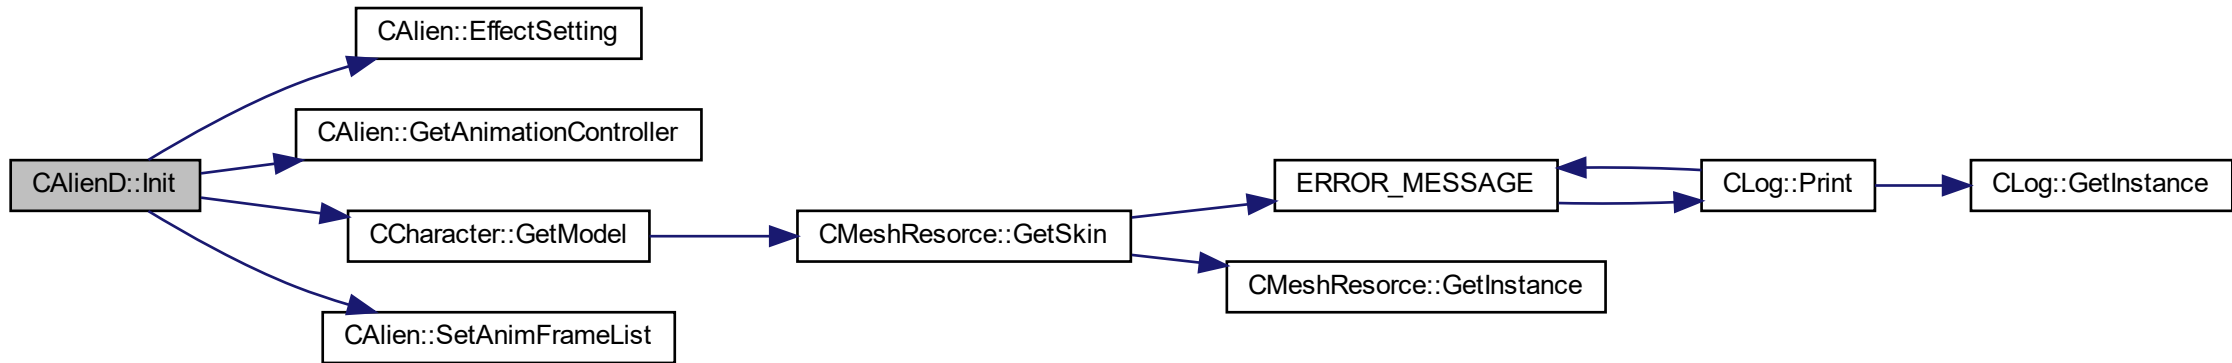 CAlien::EffectSetting
CAlien::GetAnimationController
CAlienD::Init
ERROR_MESSAGE
CLog::Print
CLog::GetInstance
CCharacter::GetModel
CMeshResorce::GetSkin
CMeshResorce::GetInstance
CAlien::SetAnimFrameList